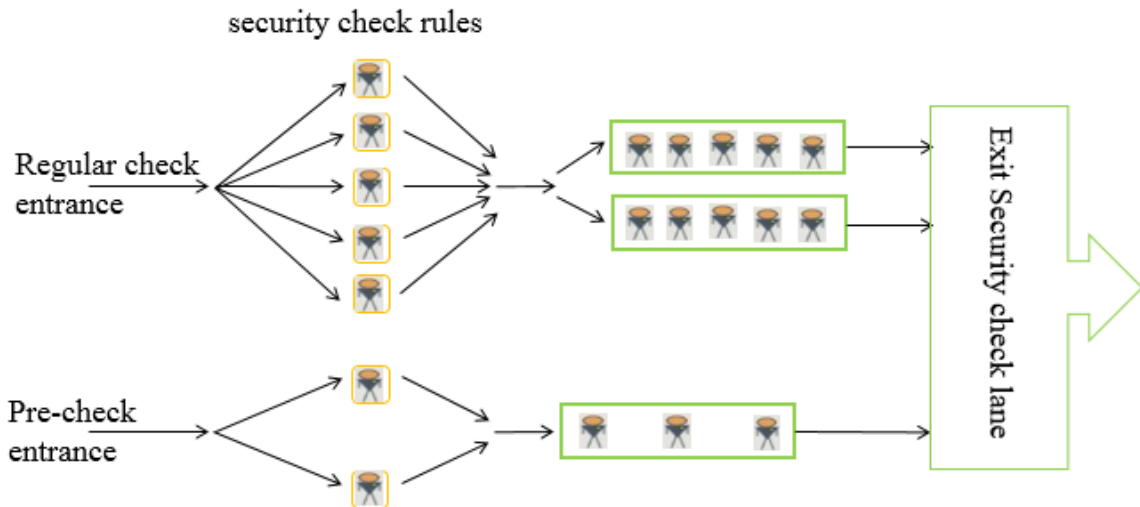 security check rules
Regular check
entrance
Exit Security check lane
Pre-check
entrance